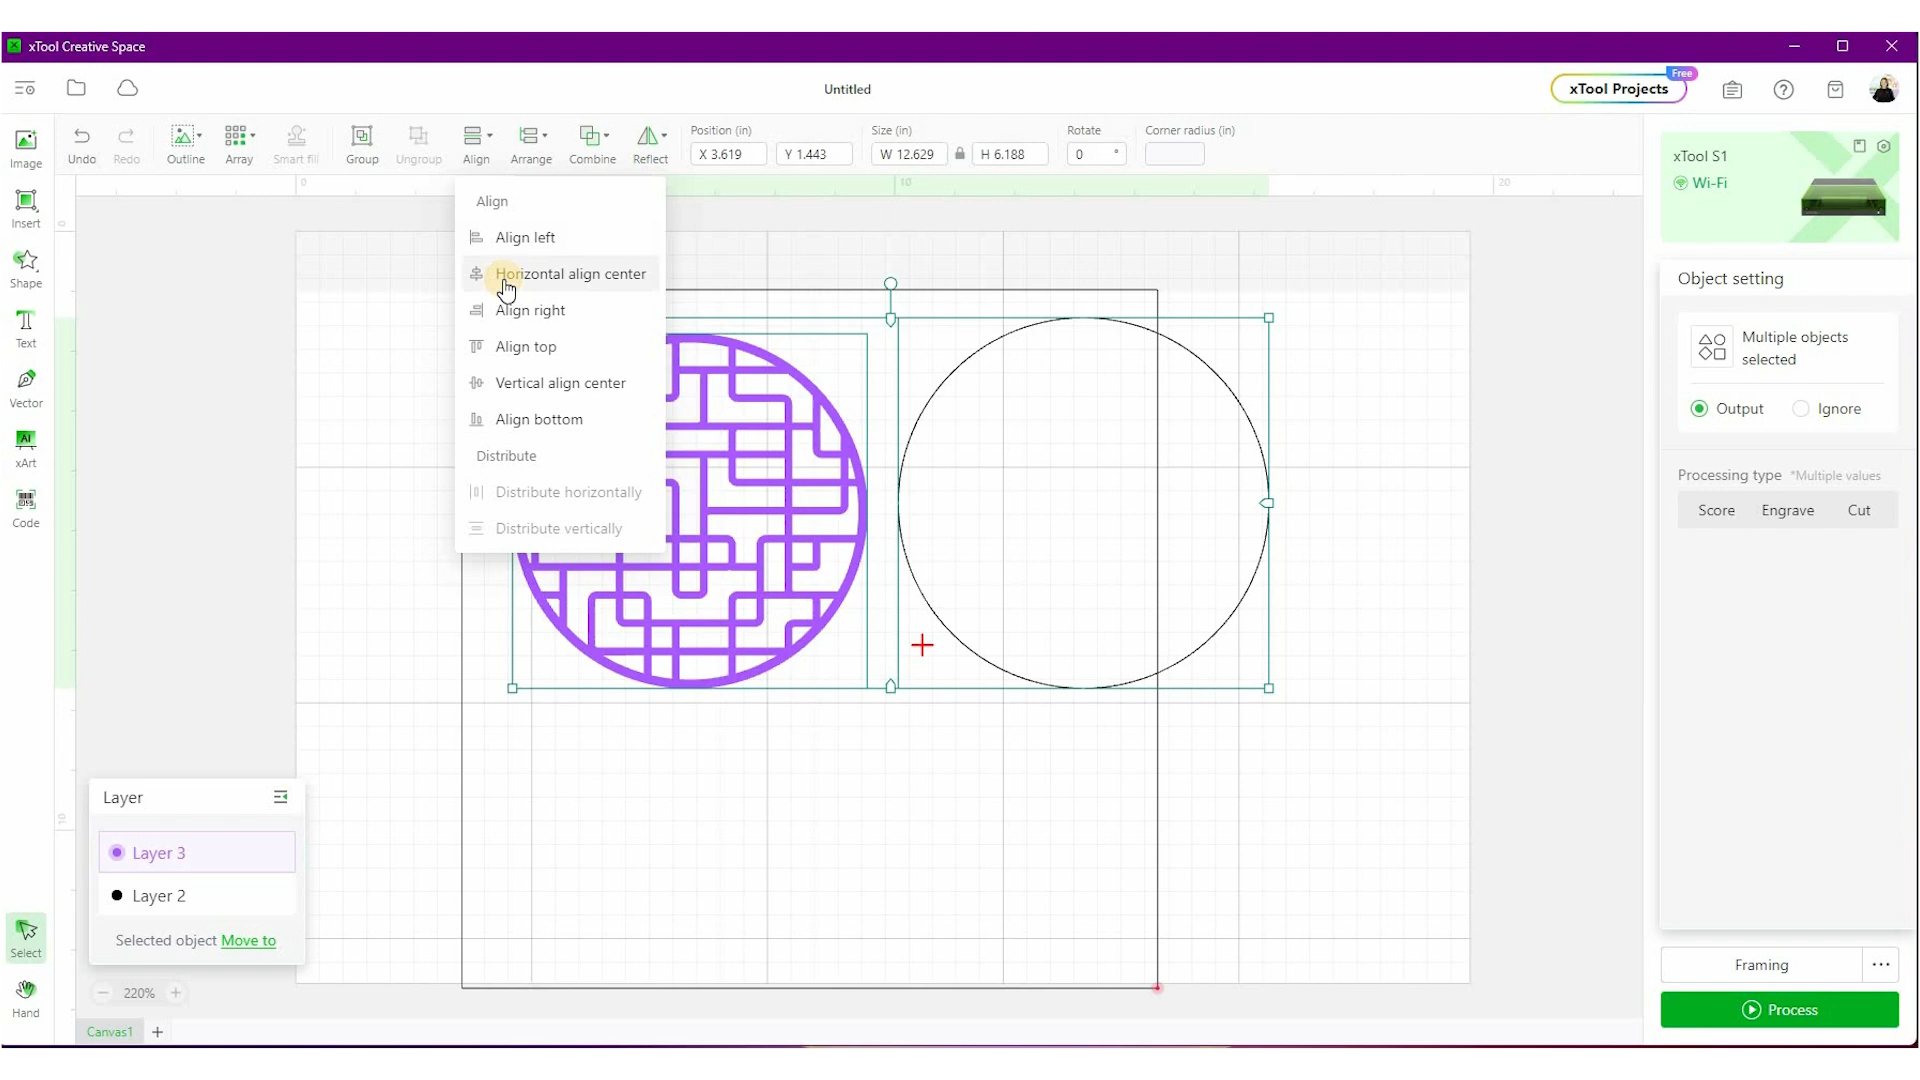 xTool Creative Space
Untitled
Free
xTool Projects
Image
Insert
Shape
Text
Vector
AI
xArt
Code
Select
Hand
Undo
Redo
Outline
Array
Smart fill
Group
Ungroup
Align
Arrange
Combine
Reflect
Position (in)
X 3.619
Y 1.443
Size (in)
W 12.629
H 6.188
Rotate
0 °
Corner radius (in)
0
10
20
0
10
Align
Align left
Horizontal align center
Align right
Align top
Vertical align center
Align bottom
Distribute
Distribute horizontally
Distribute vertically
Layer
Layer 3
Layer 2
Selected object Move to
220%
Canvas1
xTool S1
Wi-Fi
Object setting
Multiple objects
selected
Output
Ignore
Processing type *Multiple values
Score
Engrave
Cut
Framing
Process